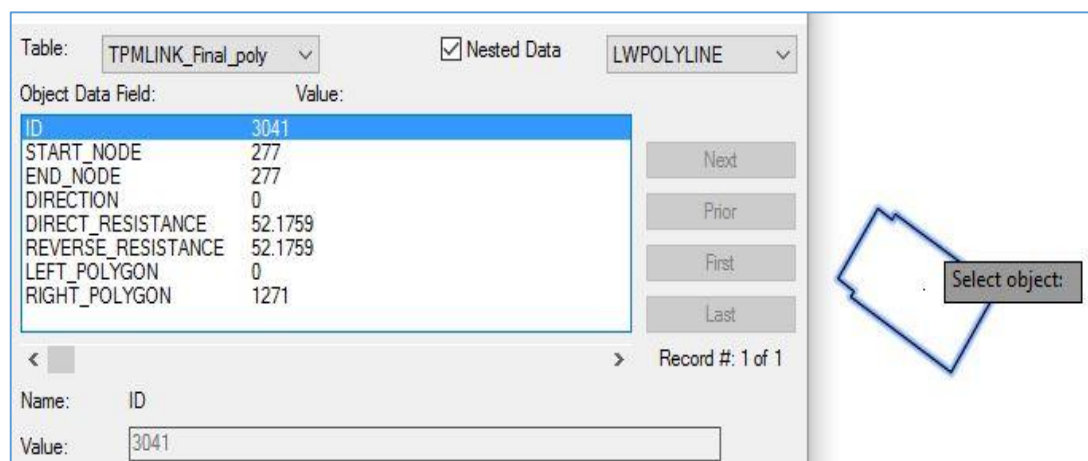 Table: TPMLINK_Final_poly Nested Data LWPOLYLINE
Object Data Field: Value:
ID 3041
START_NODE 277
END_NODE 277
DIRECTION 0
DIRECT_RESISTANCE 52.1759
REVERSE_RESISTANCE 52.1759
LEFT_POLYGON 0
RIGHT_POLYGON 1271
Next
Prior
First
Last
Record #: 1 of 1
Name: ID
Value: 3041
Select object: